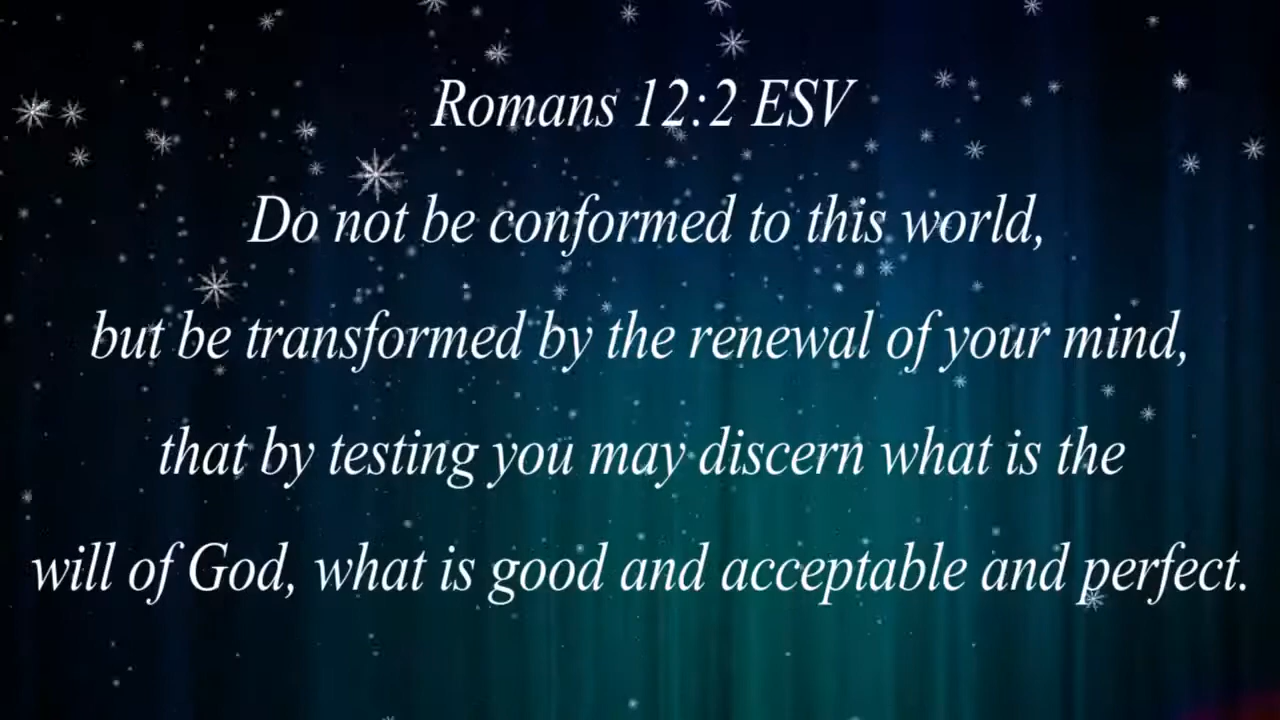 Romans 12:2 ESV
Do not be conformed to this world,
but be transformed by the renewal of your mind,
that by testing you may discern what is the
will of God, what is good and acceptable and perfect.